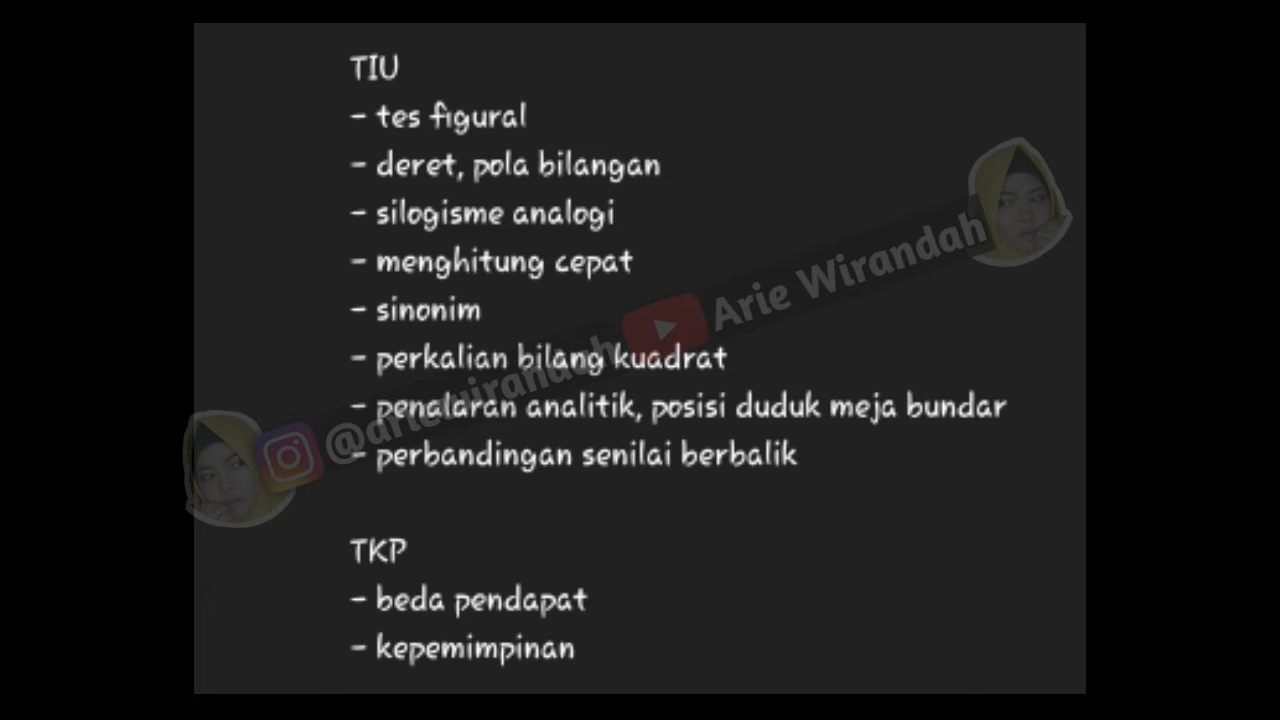 TIU
- tes figural
- deret, pola bilangan
- silogisme analogi
- menghitung cepat
- sinonim
- perkalian bilang kuadrat
- penalaran analitik, posisi duduk meja bundar
- perbandingan senilai berbalik
TKP
- beda pendapat
- kepemimpinan
Arie Wirandah
@ariewirandah